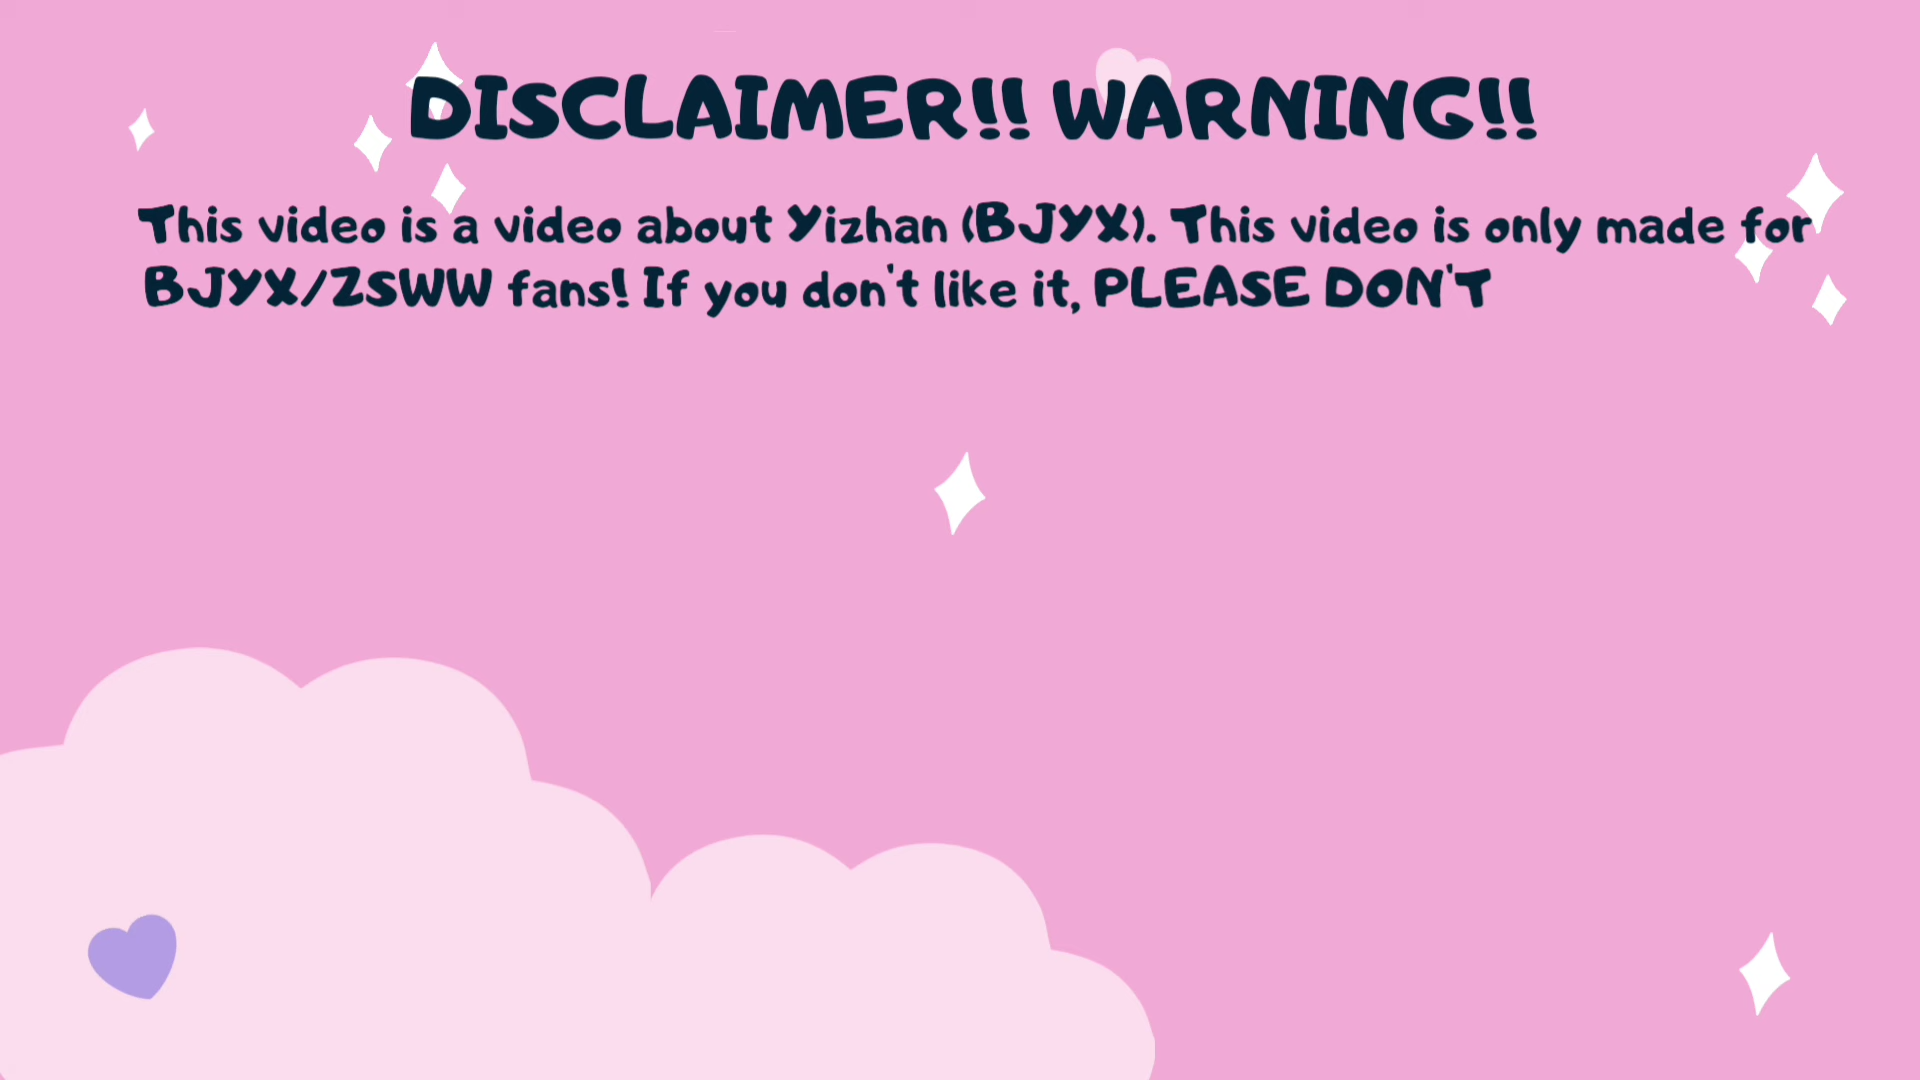 DISCLAIMER!! WARNING!!
This video is a video about Yizhan (BJYX). This video is only made for
BJYX/ZSWW fans! If you don't like it, PLEASE DON'T